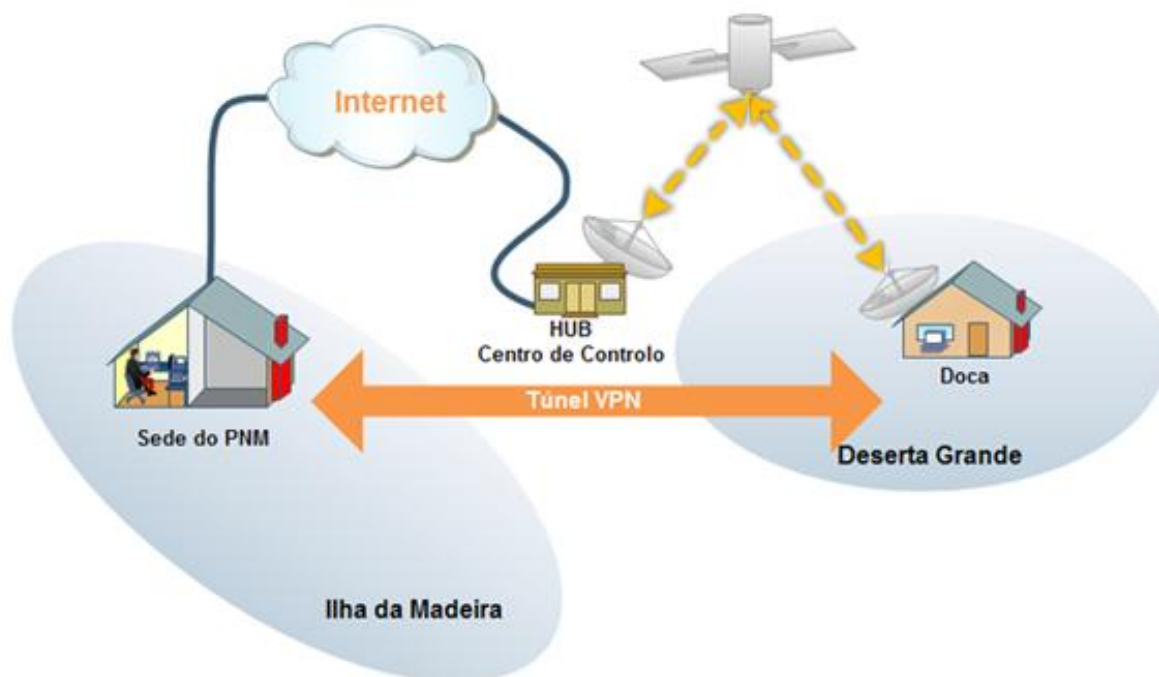 Internet
HUB
Centro de Controlo
Doca
Túnel VPN
Sede do PNM
Deserta Grande
Ilha da Madeira